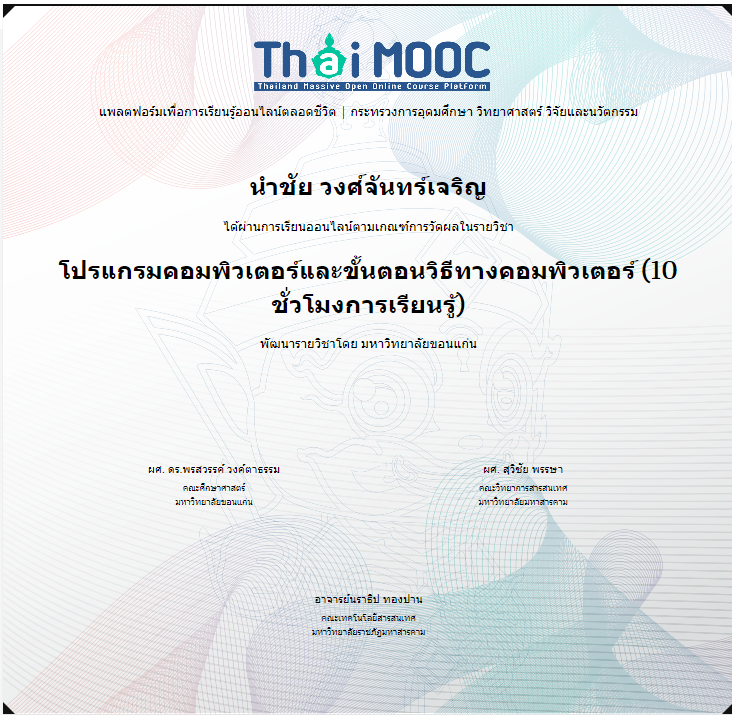 Thai MOOC
Thailand Massive Open Online Course Platform
แพลตฟอร์มเพื่อการเรียนรู้ออนไลน์ตลอดชีวิต | กระทรวงการอุดมศึกษา วิทยาศาสตร์ วิจัยและนวัตกรรม
นำชัย วงศ์จันทร์เจริญ
ได้ผ่านการเรียนออนไลน์ตามเกณฑ์การวัดผลในรายวิชา
โปรแกรมคอมพิวเตอร์และขั้นตอนวิธีทางคอมพิวเตอร์ (10
ชั่วโมงการเรียนรู้)
พัฒนารายวิชาโดย มหาวิทยาลัยขอนแก่น
ผศ. ดร.พรสวรรค์ วงค์ตาธรรม
คณะศึกษาศาสตร์
มหาวิทยาลัยขอนแก่น
ผศ. สุวิชัย พรรษา
คณะวิทยาการสารสนเทศ
มหาวิทยาลัยมหาสารคาม
อาจารย์นราธิป ทองปาน
คณะเทคโนโลยีสารสนเทศ
มหาวิทยาลัยราชภัฏมหาสารคาม